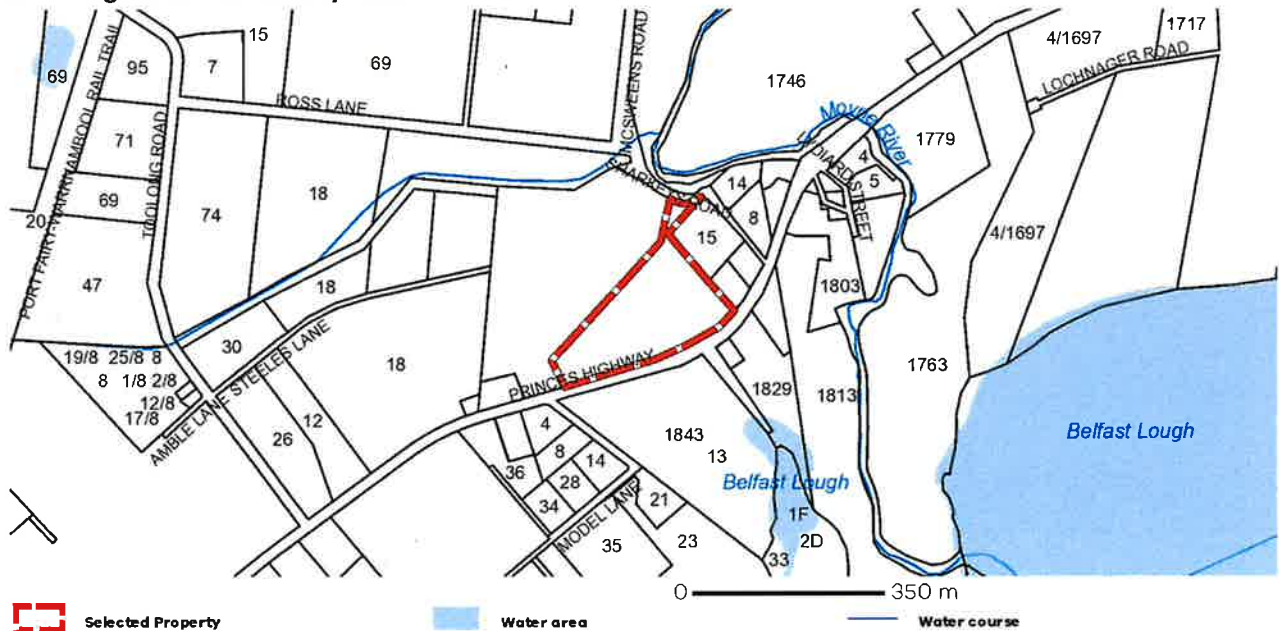 15
1717
4/1697
69
7
95
69
LOCHNAGER ROAD
MCSWEENS ROAD
1746
PORT FAIRY-WARRNAMBOOL RAIL TRAIL
ROSS LANE
Moyne River
1779
71
TOOLONG ROAD
4
5
LYDIARD STREET
14
18
69
74
20
8
15
4/1697
47
18
1803
30
PRINCES HIGHWAY
19/8 25/8 8
8 1/8 2/8
12/8
17/8
AMBLE LANE
STEELES LANE
18
12
26
1829
1813
1763
Belfast Lough
4
8
14
36
28
34
1843
13
Belfast Lough
21
1F
2D
MODEL LANE
35
23
33
0 350 m
Selected Property
Water area
Water course